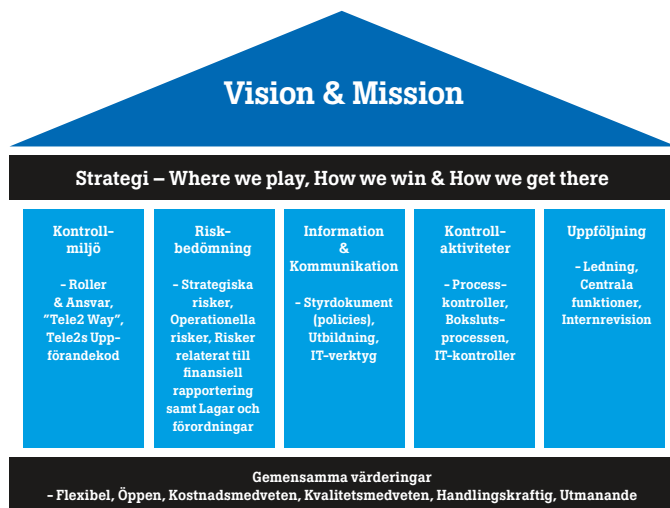 Vision & Mission
Strategi – Where we play, How we win & How we get there
Kontroll-
miljö
– Roller
& Ansvar,
”Tele2 Way”,
Tele2s Upp-
förandekod
Risk-
bedömning
– Strategiska
risker,
Operationella
risker, Risker
relaterat till
finansiell
rapportering
samt Lagar och
förordningar
Information
&
Kommunikation
– Styrdokument
(policies),
Utbildning,
IT-verktyg
Kontroll-
aktiviteter
– Process-
kontroller,
Boksluts-
processen,
IT-kontroller
Uppföljning
– Ledning,
Centrala
funktioner,
Internrevision
Gemensamma värderingar
– Flexibel, Öppen, Kostnadsmedveten, Kvalitetsmedveten, Handlingskraftig, Utmanande